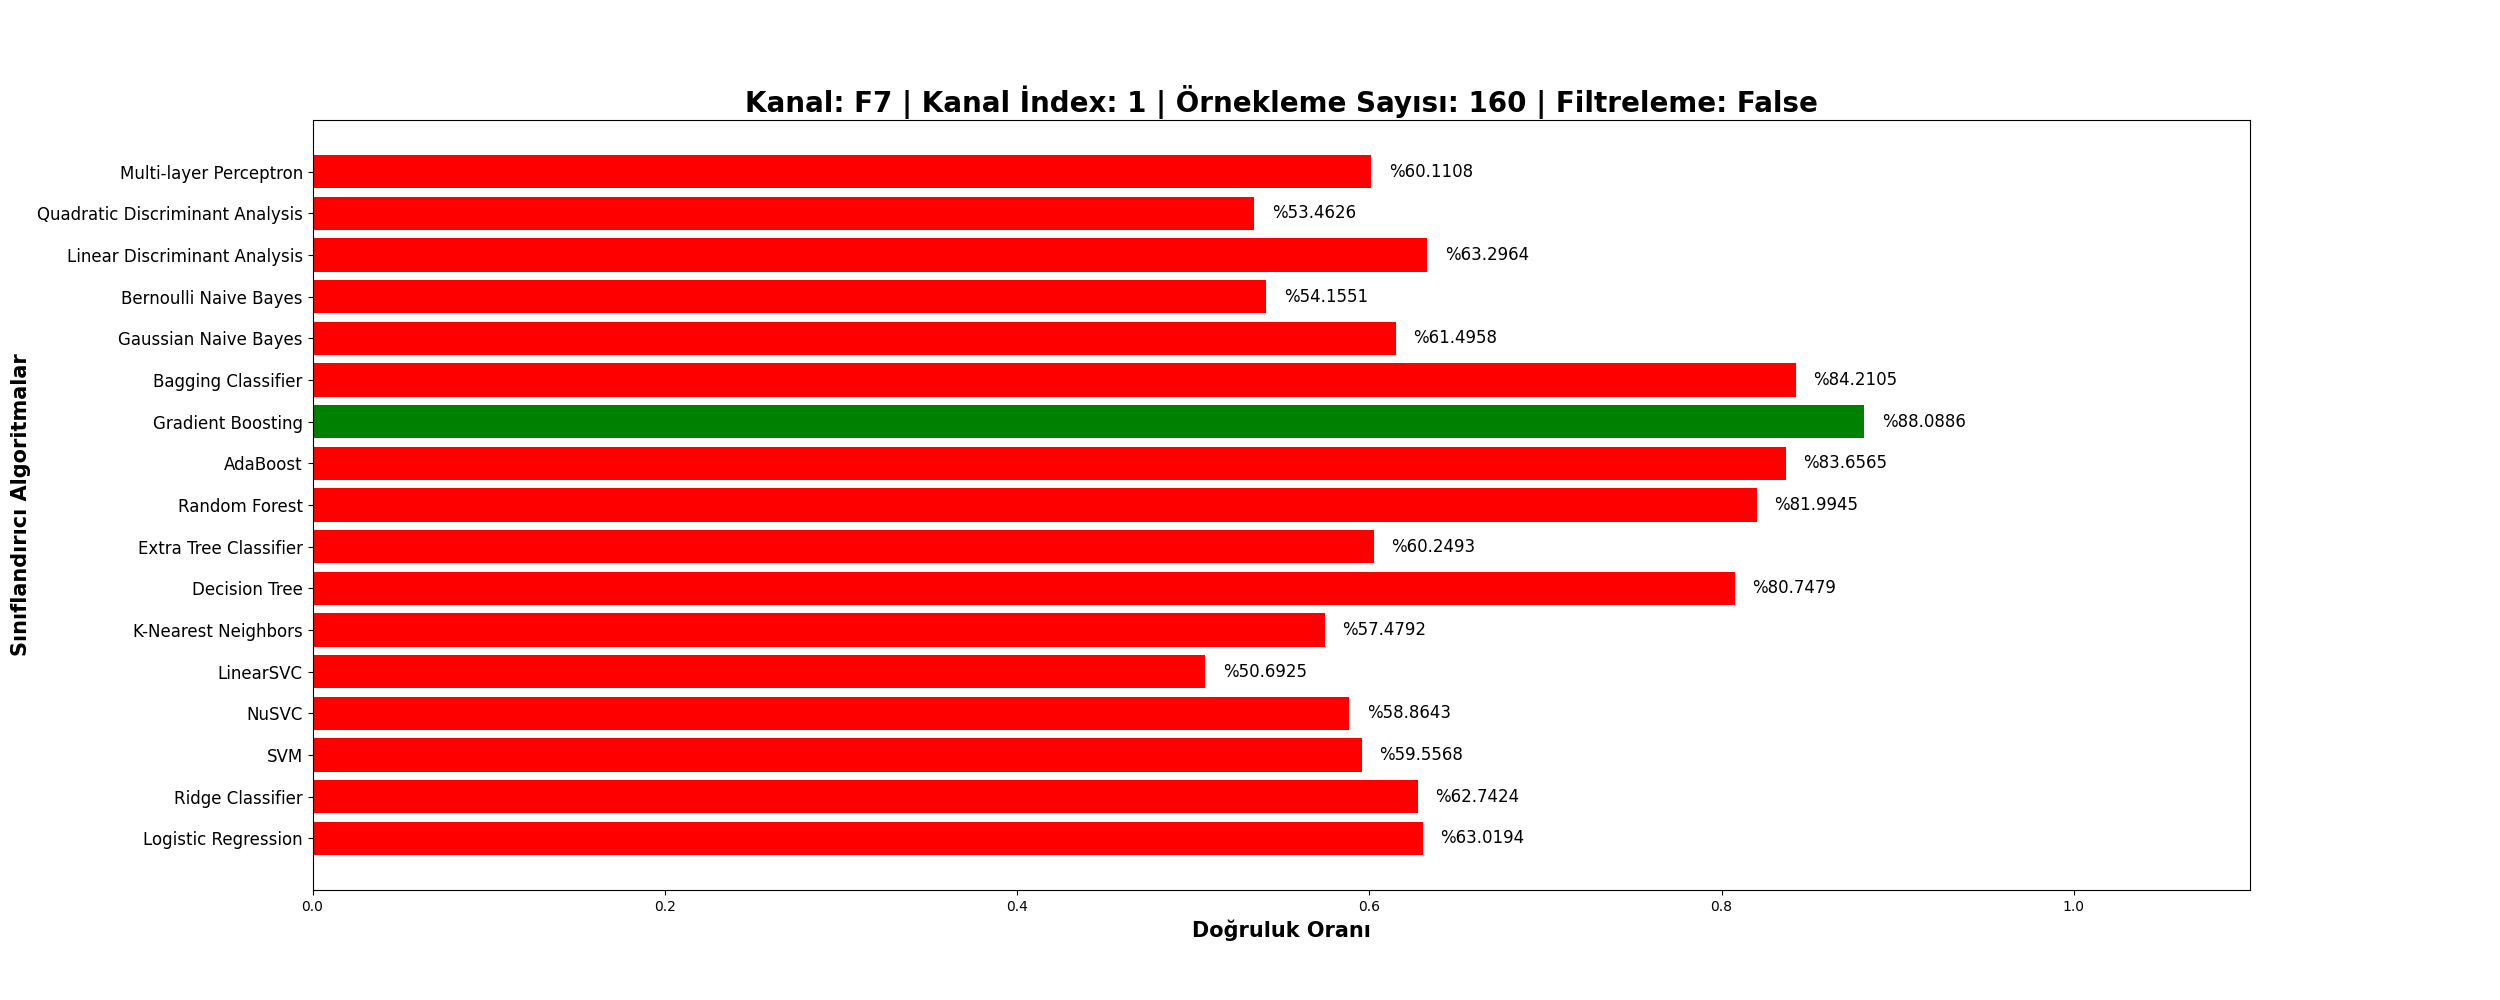 Kanal: F7 | Kanal İndex: 1 | Örnekleme Sayısı: 160 | Filtreleme: False
Sınıflandırıcı Algoritmalar
Multi-layer Perceptron %60.1108
Quadratic Discriminant Analysis %53.4626
Linear Discriminant Analysis %63.2964
Bernoulli Naive Bayes %54.1551
Gaussian Naive Bayes %61.4958
Bagging Classifier %84.2105
Gradient Boosting %88.0886
AdaBoost %83.6565
Random Forest %81.9945
Extra Tree Classifier %60.2493
Decision Tree %80.7479
K-Nearest Neighbors %57.4792
LinearSVC %50.6925
NuSVC %58.8643
SVM %59.5568
Ridge Classifier %62.7424
Logistic Regression %63.0194
0.0 0.2 0.4 0.6 0.8 1.0
Doğruluk Oranı